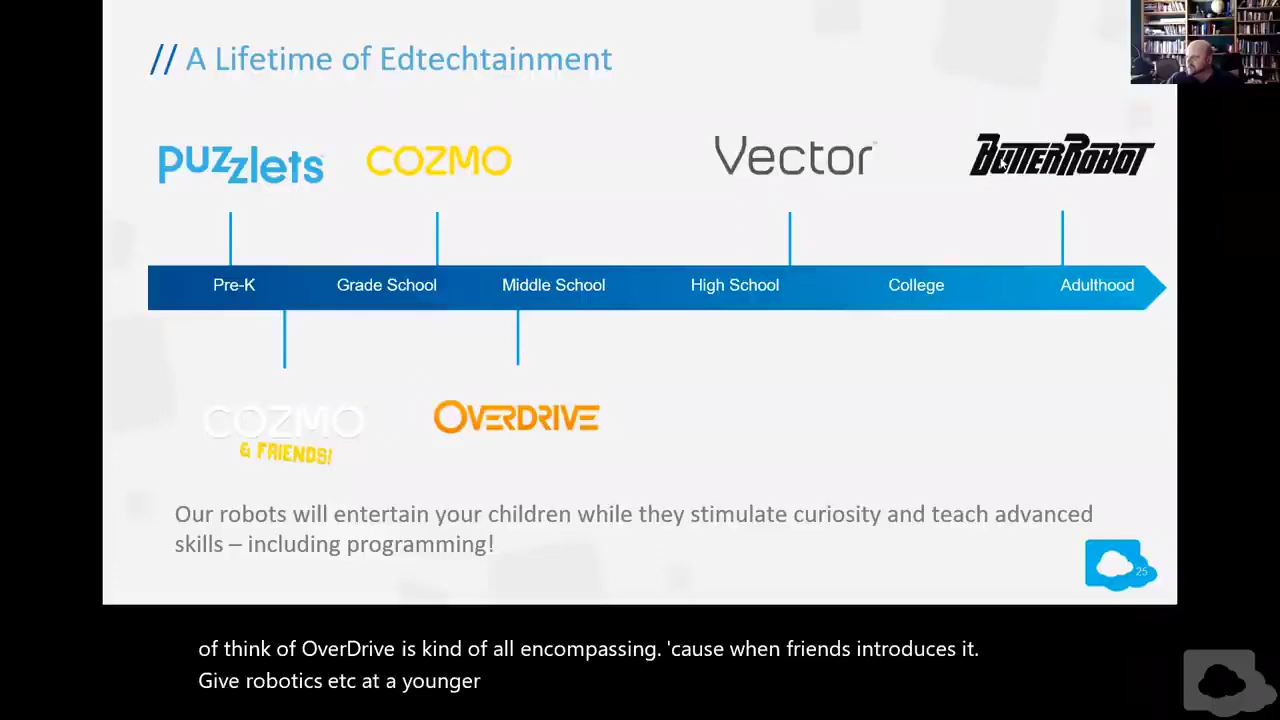 // A Lifetime of Edtechtainment
PUZZlets COZMO Vector BUTTERROBOT
Pre-K Grade School Middle School High School College Adulthood
COZMO OVERDRIVE
& FRIENDS!
Our robots will entertain your children while they stimulate curiosity and teach advanced
skills – including programming!
25
of think of OverDrive is kind of all encompassing. 'cause when friends introduces it.
Give robotics etc at a younger